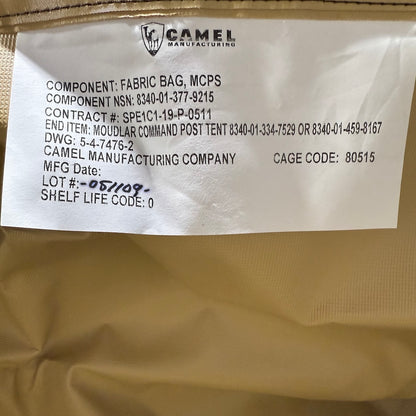 CAMEL
MANUFACTURING
COMPONENT: FABRIC BAG, MCPS
COMPONENT NSN: 8340-01-377-9215
CONTRACT #: SPE1C1-19-P-0511
END ITEM: MOUDLAR COMMAND POST TENT 8340-01-334-7529 OR 8340-01-459-8167
DWG: 5-4-7476-2
CAMEL MANUFACTURING COMPANY CAGE CODE: 80515
MFG Date:
LOT #:-051109-
SHELF LIFE CODE: 0